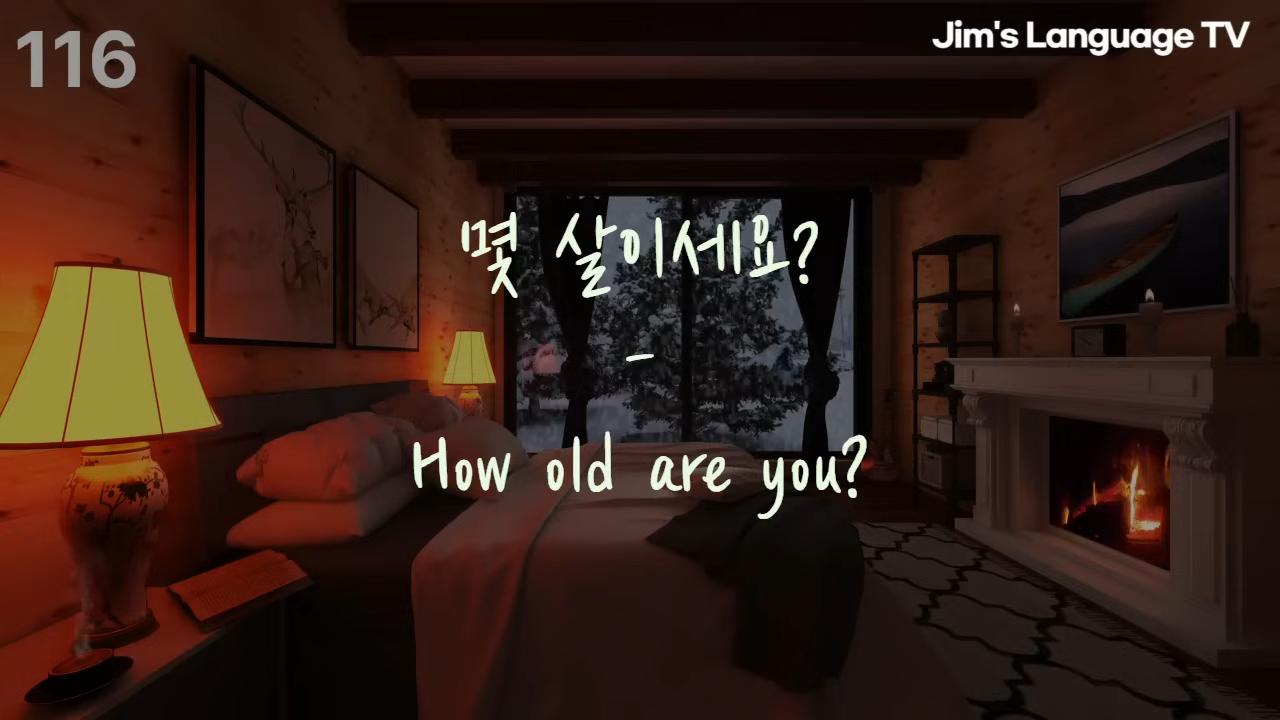 116
Jim's Language TV
몇 살이세요?
–
How old are you?